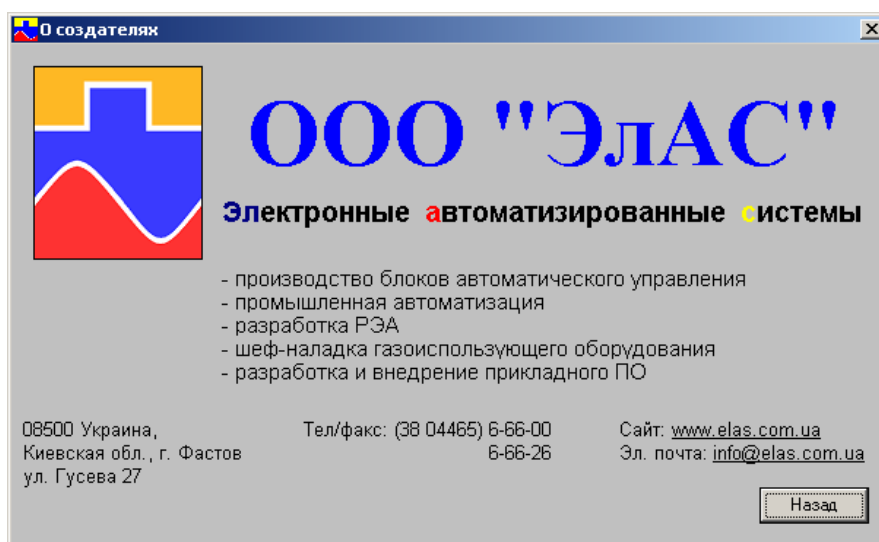 О создателях
ООО "ЭлАС"
Электронные автоматизированные системы
- производство блоков автоматического управления
- промышленная автоматизация
- разработка РЭА
- шеф-наладка газоиспользующего оборудования
- разработка и внедрение прикладного ПО
08500 Украина,
Киевская обл., г. Фастов
ул. Гусева 27
Тел/факс: (38 04465) 6-66-00
6-66-26
Сайт: www.elas.com.ua
Эл. почта: info@elas.com.ua
Назад